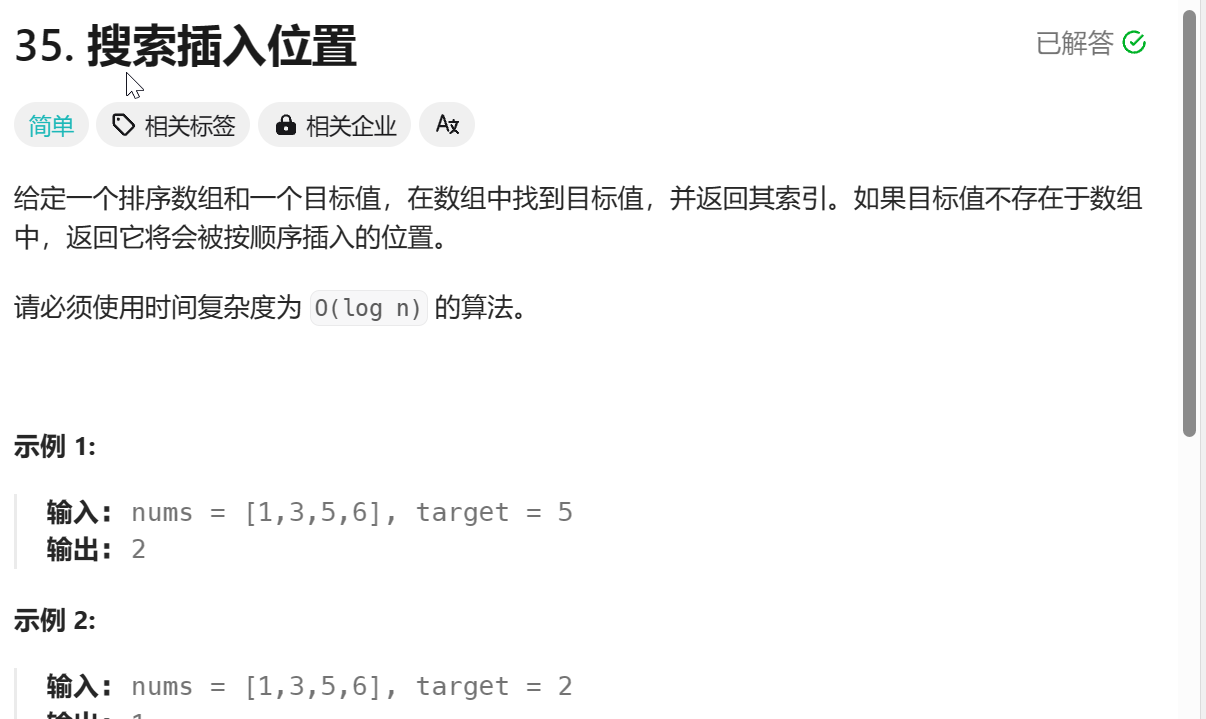 35. 搜索插入位置
已解答
简单 相关标签 相关企业
给定一个排序数组和一个目标值，在数组中找到目标值，并返回其索引。如果目标值不存在于数组
中，返回它将会被按顺序插入的位置。
请必须使用时间复杂度为 O(log n) 的算法。
示例 1:
输入: nums = [1,3,5,6], target = 5
输出: 2
示例 2:
输入: nums = [1,3,5,6], target = 2
输出: 1